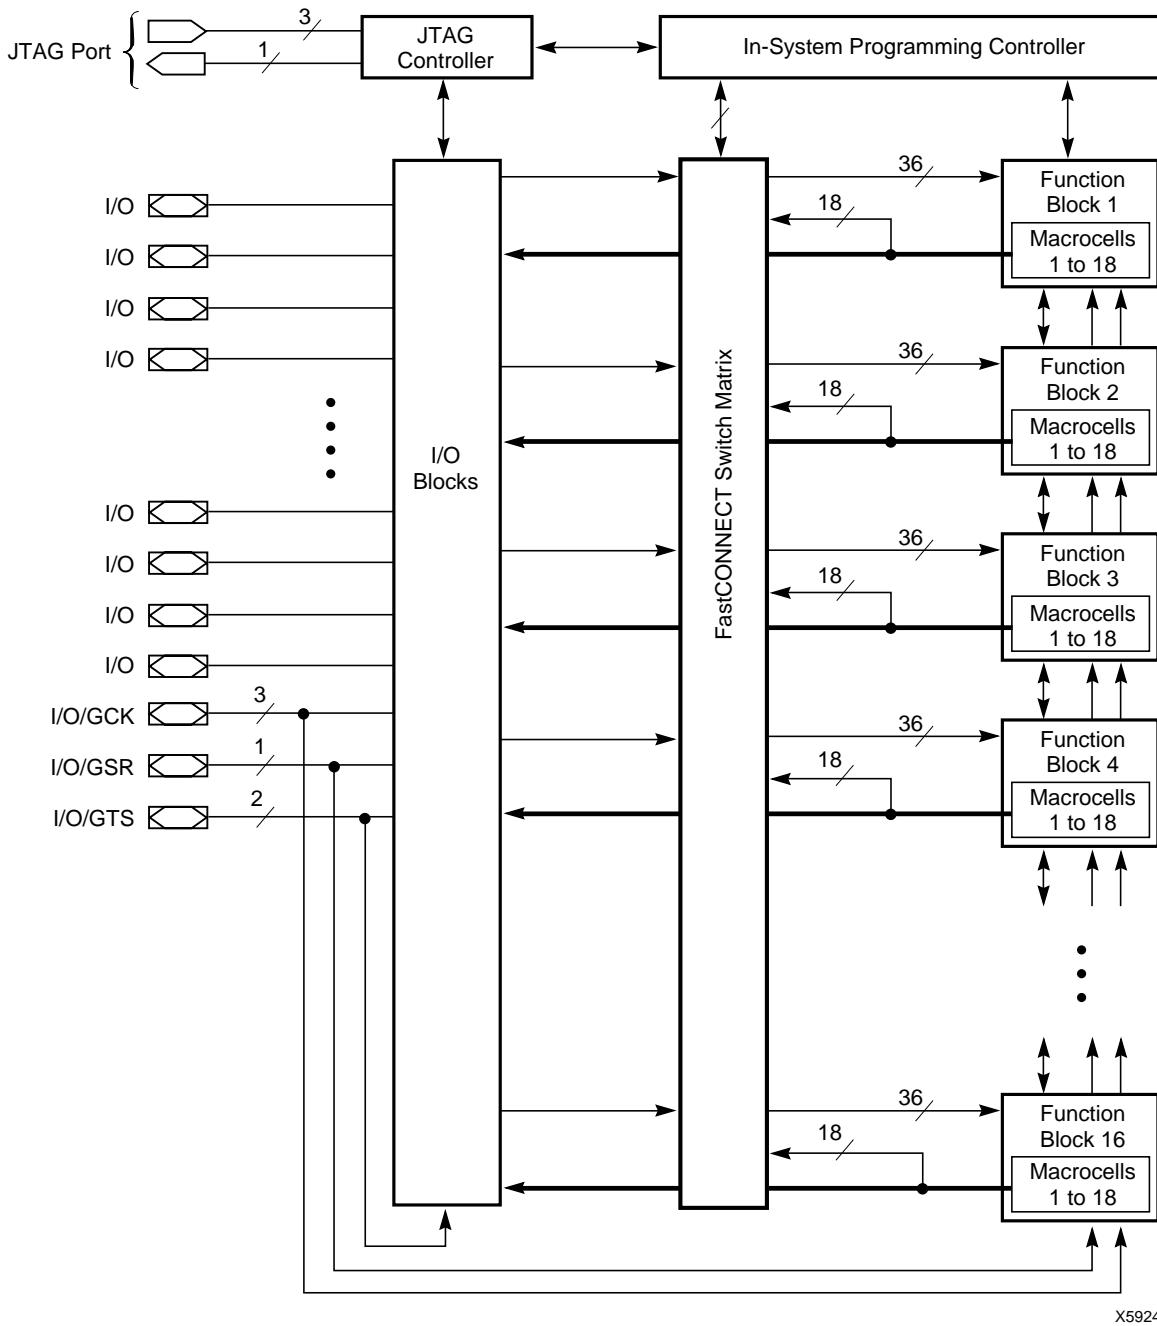 3
JTAG Port
1
JTAG
Controller
In-System Programming Controller
I/O
I/O
I/O
I/O
I/O
I/O
I/O
I/O
3
I/O/GCK
1
I/O/GSR
2
I/O/GTS
I/O
Blocks
FastCONNECT Switch Matrix
36
18
Function
Block 1
Macrocells
1 to 18
36
18
Function
Block 2
Macrocells
1 to 18
36
18
Function
Block 3
Macrocells
1 to 18
36
18
Function
Block 4
Macrocells
1 to 18
36
18
Function
Block 16
Macrocells
1 to 18
X5924